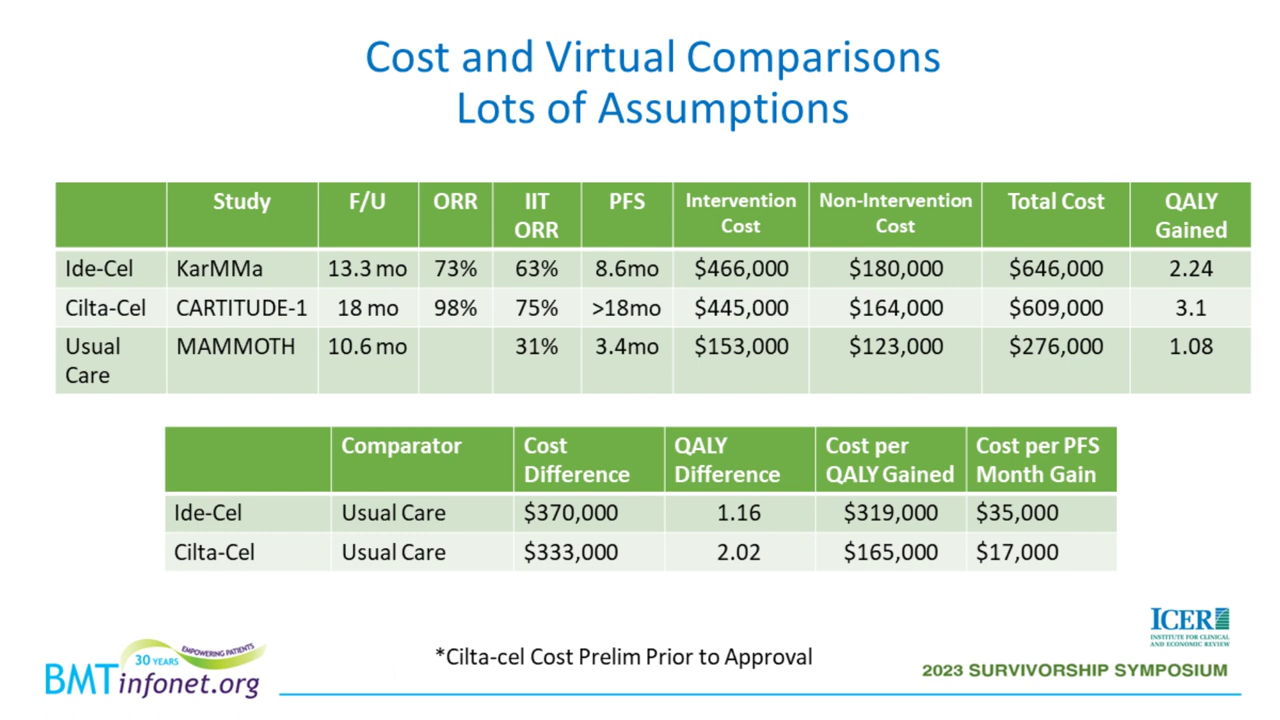 Cost and Virtual Comparisons
Lots of Assumptions
Study F/U ORR IIT ORR PFS Intervention Cost Non-Intervention Cost Total Cost QALY Gained
Ide-Cel KarMMa 13.3 mo 73% 63% 8.6mo $466,000 $180,000 $646,000 2.24
Cilta-Cel CARTITUDE-1 18 mo 98% 75% >18mo $445,000 $164,000 $609,000 3.1
Usual Care MAMMOTH 10.6 mo 31% 3.4mo $153,000 $123,000 $276,000 1.08
Comparator Cost Difference QALY Difference Cost per QALY Gained Cost per PFS Month Gain
Ide-Cel Usual Care $370,000 1.16 $319,000 $35,000
Cilta-Cel Usual Care $333,000 2.02 $165,000 $17,000
ICER
INSTITUTE FOR CLINICAL
AND ECONOMIC REVIEW
30 YEARS EMPOWERING PATIENTS
BMTinfonet.org
*Cilta-cel Cost Prelim Prior to Approval
2023 SURVIVORSHIP SYMPOSIUM